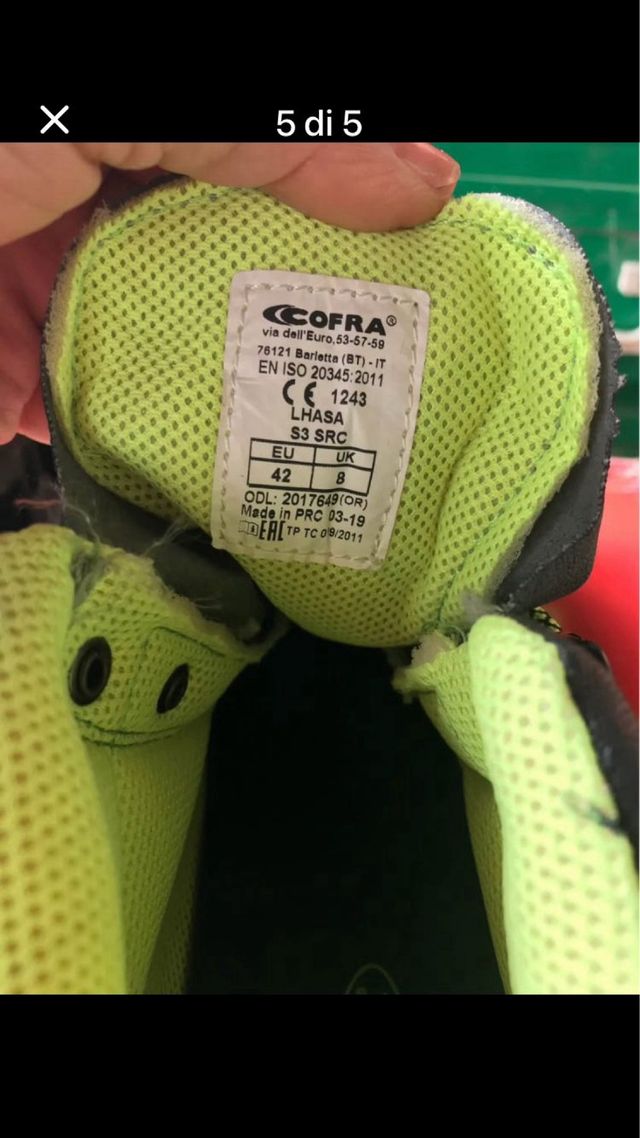 5 di 5
COFRA®
via dell'Euro,53-57-59
76121 Barletta (BT) - IT
EN ISO 20345:2011
CE 1243
LHASA
S3 SRC
EU UK
42 8
ODL: 2017649(OR)
Made in PRC 03-19
EAC TP TC 019/2011